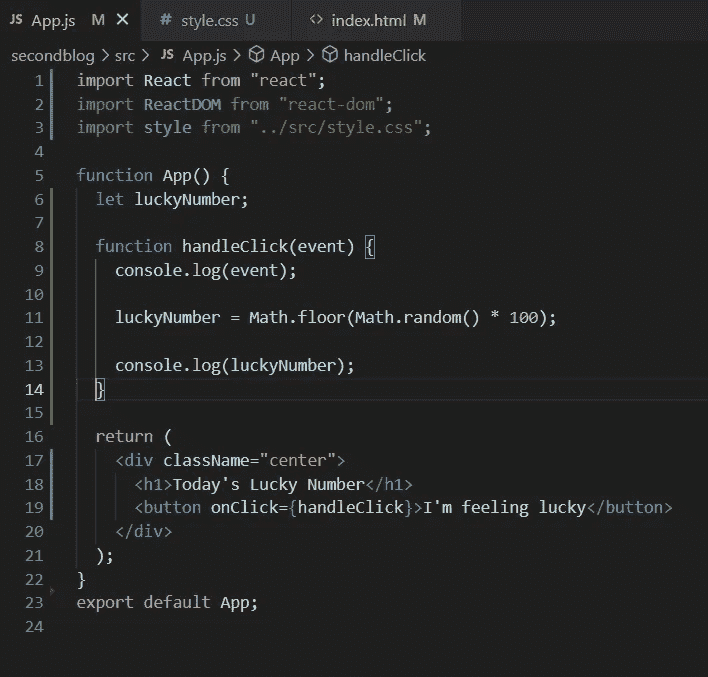 JS App.js M × # style.css U <> index.html M
secondblog > src > JS App.js > App > handleClick
1 import React from "react";
2 import ReactDOM from "react-dom";
3 import style from "../src/style.css";
4
5 function App() {
6 let luckyNumber;
7
8 function handleClick(event) {
9 console.log(event);
10
11 luckyNumber = Math.floor(Math.random() * 100);
12
13 console.log(luckyNumber);
14 }
15
16 return (
17 <div className="center">
18 <h1>Today's Lucky Number</h1>
19 <button onClick={handleClick}>I'm feeling lucky</button>
20 </div>
21 );
22 }
23 export default App;
24